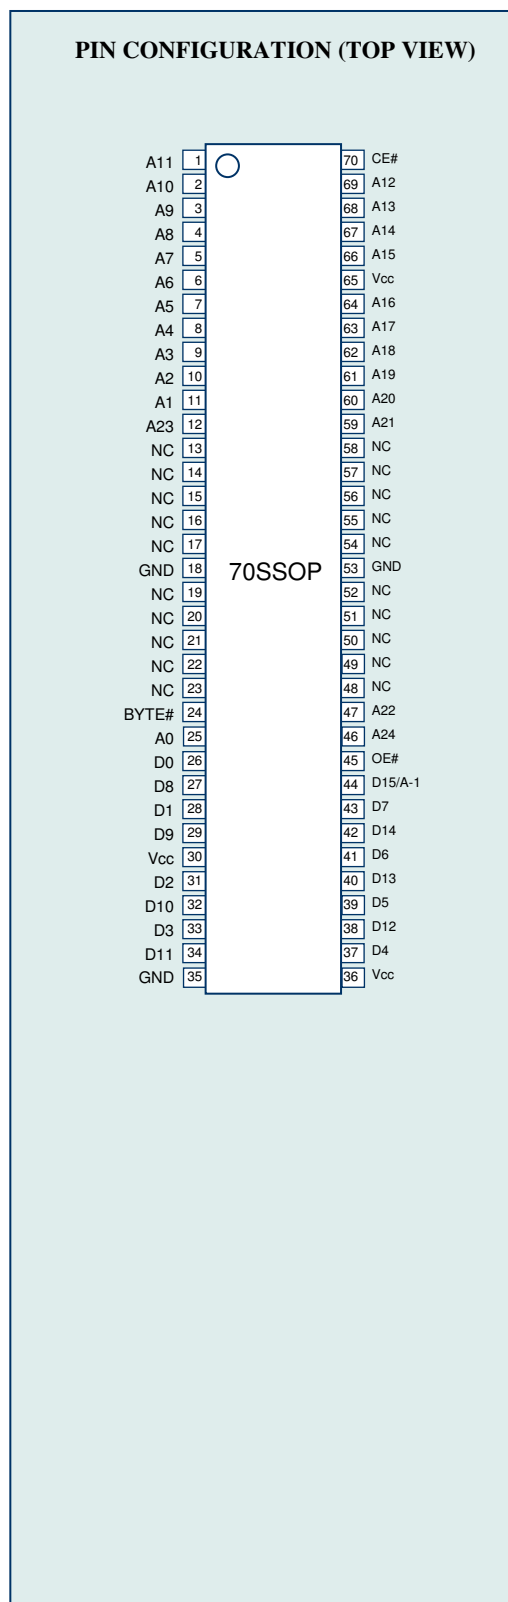 PIN CONFIGURATION (TOP VIEW)
A11 1 70 CE#
A10 2 69 A12
A9 3 68 A13
A8 4 67 A14
A7 5 66 A15
A6 6 65 Vcc
A5 7 64 A16
A4 8 63 A17
A3 9 62 A18
A2 10 61 A19
A1 11 60 A20
A23 12 59 A21
NC 13 58 NC
NC 14 57 NC
NC 15 56 NC
NC 16 55 NC
NC 17 54 NC
GND 18 70SSOP 53 GND
NC 19 52 NC
NC 20 51 NC
NC 21 50 NC
NC 22 49 NC
NC 23 48 NC
BYTE# 24 47 A22
A0 25 46 A24
D0 26 45 OE#
D8 27 44 D15/A-1
D1 28 43 D7
D9 29 42 D14
Vcc 30 41 D6
D2 31 40 D13
D10 32 39 D5
D3 33 38 D12
D11 34 37 D4
GND 35 36 Vcc